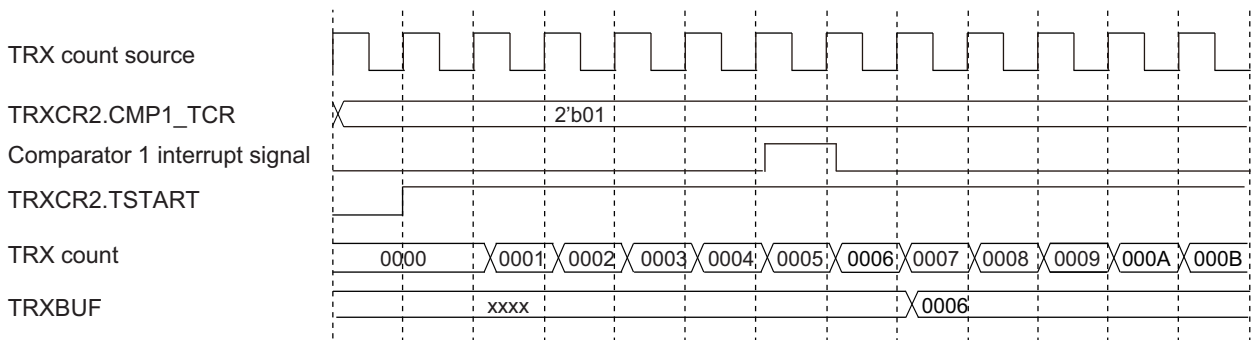 TRX count source
TRXCR2.CMP1_TCR 2'b01
Comparator 1 interrupt signal
TRXCR2.TSTART
TRX count 0000 0001 0002 0003 0004 0005 0006 0007 0008 0009 000A 000B
TRXBUF xxxx 0006